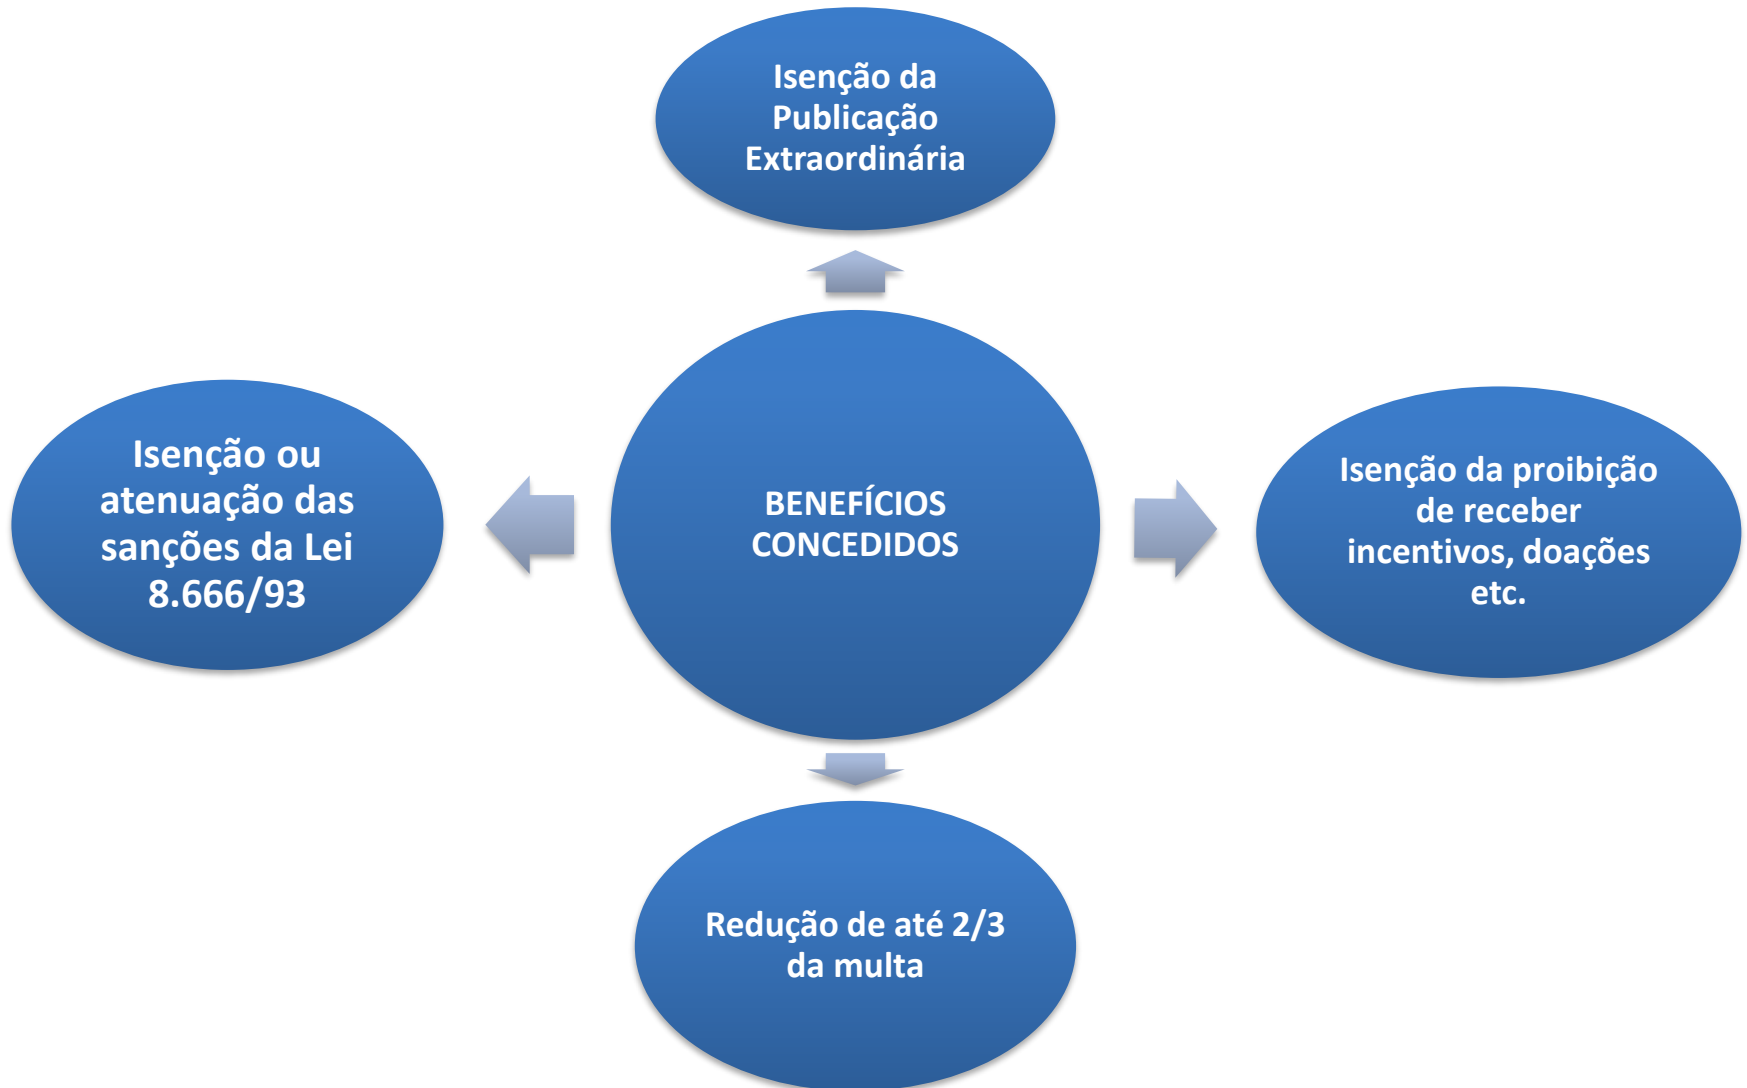 Isenção da
Publicação
Extraordinária
Isenção ou
atenuação das
sanções da Lei
8.666/93
BENEFÍCIOS
CONCEDIDOS
Isenção da proibição
de receber
incentivos, doações
etc.
Redução de até 2/3
da multa